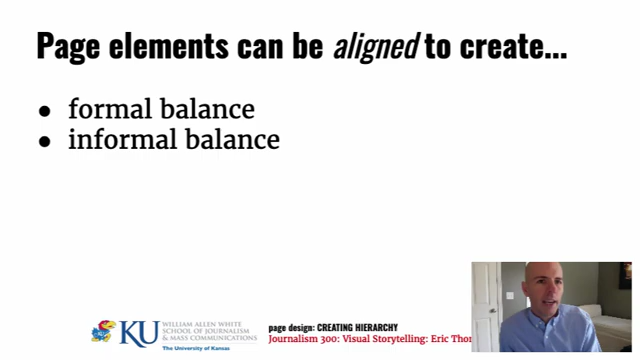 Page elements can be aligned to create...
● formal balance
● informal balance
KU
WILLIAM ALLEN WHITE
SCHOOL OF JOURNALISM
& MASS COMMUNICATIONS
The University of Kansas
page design: CREATING HIERARCHY
Journalism 300: Visual Storytelling: Eric Thor